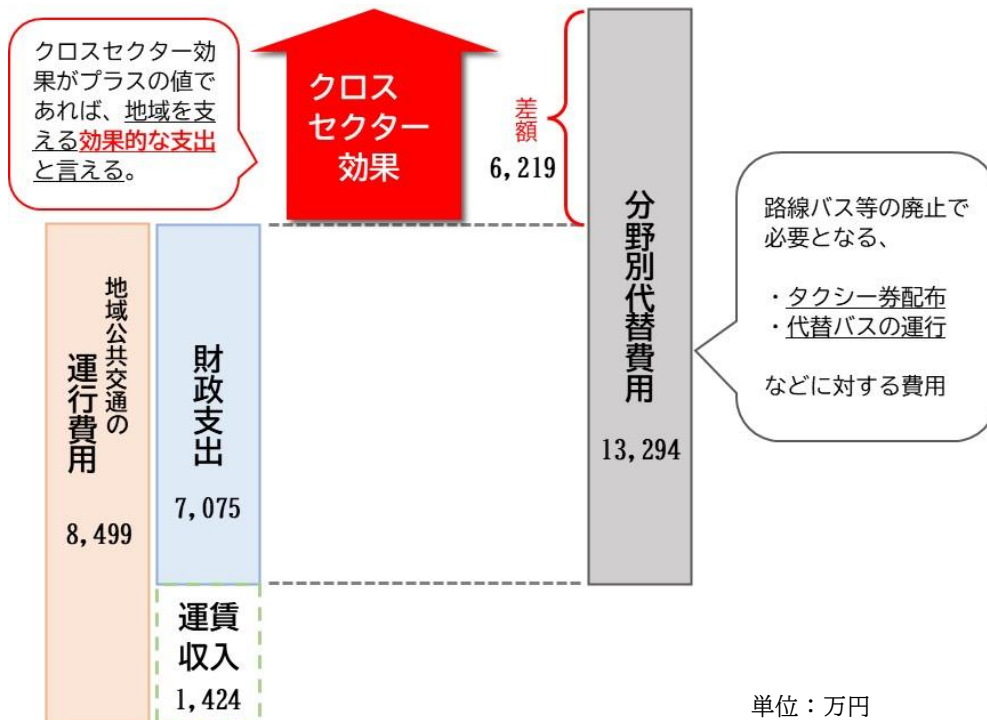 クロスセクター効
果がプラスの値で
あれば、地域を支
える効果的な支出
と言える。
クロス
セクター
効果
差額
6,219
地域公共交通の
運行費用
8,499
財政支出
7,075
運賃
収入
1,424
分野別代替費用
13,294
路線バス等の廃止で
必要となる、
・タクシー券配布
・代替バスの運行
などに対する費用
単位：万円